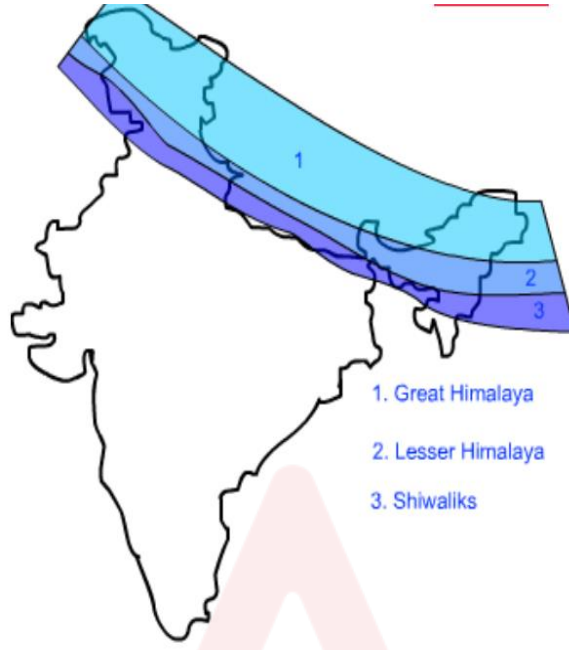 1
2
3
1. Great Himalaya
2. Lesser Himalaya
3. Shiwaliks